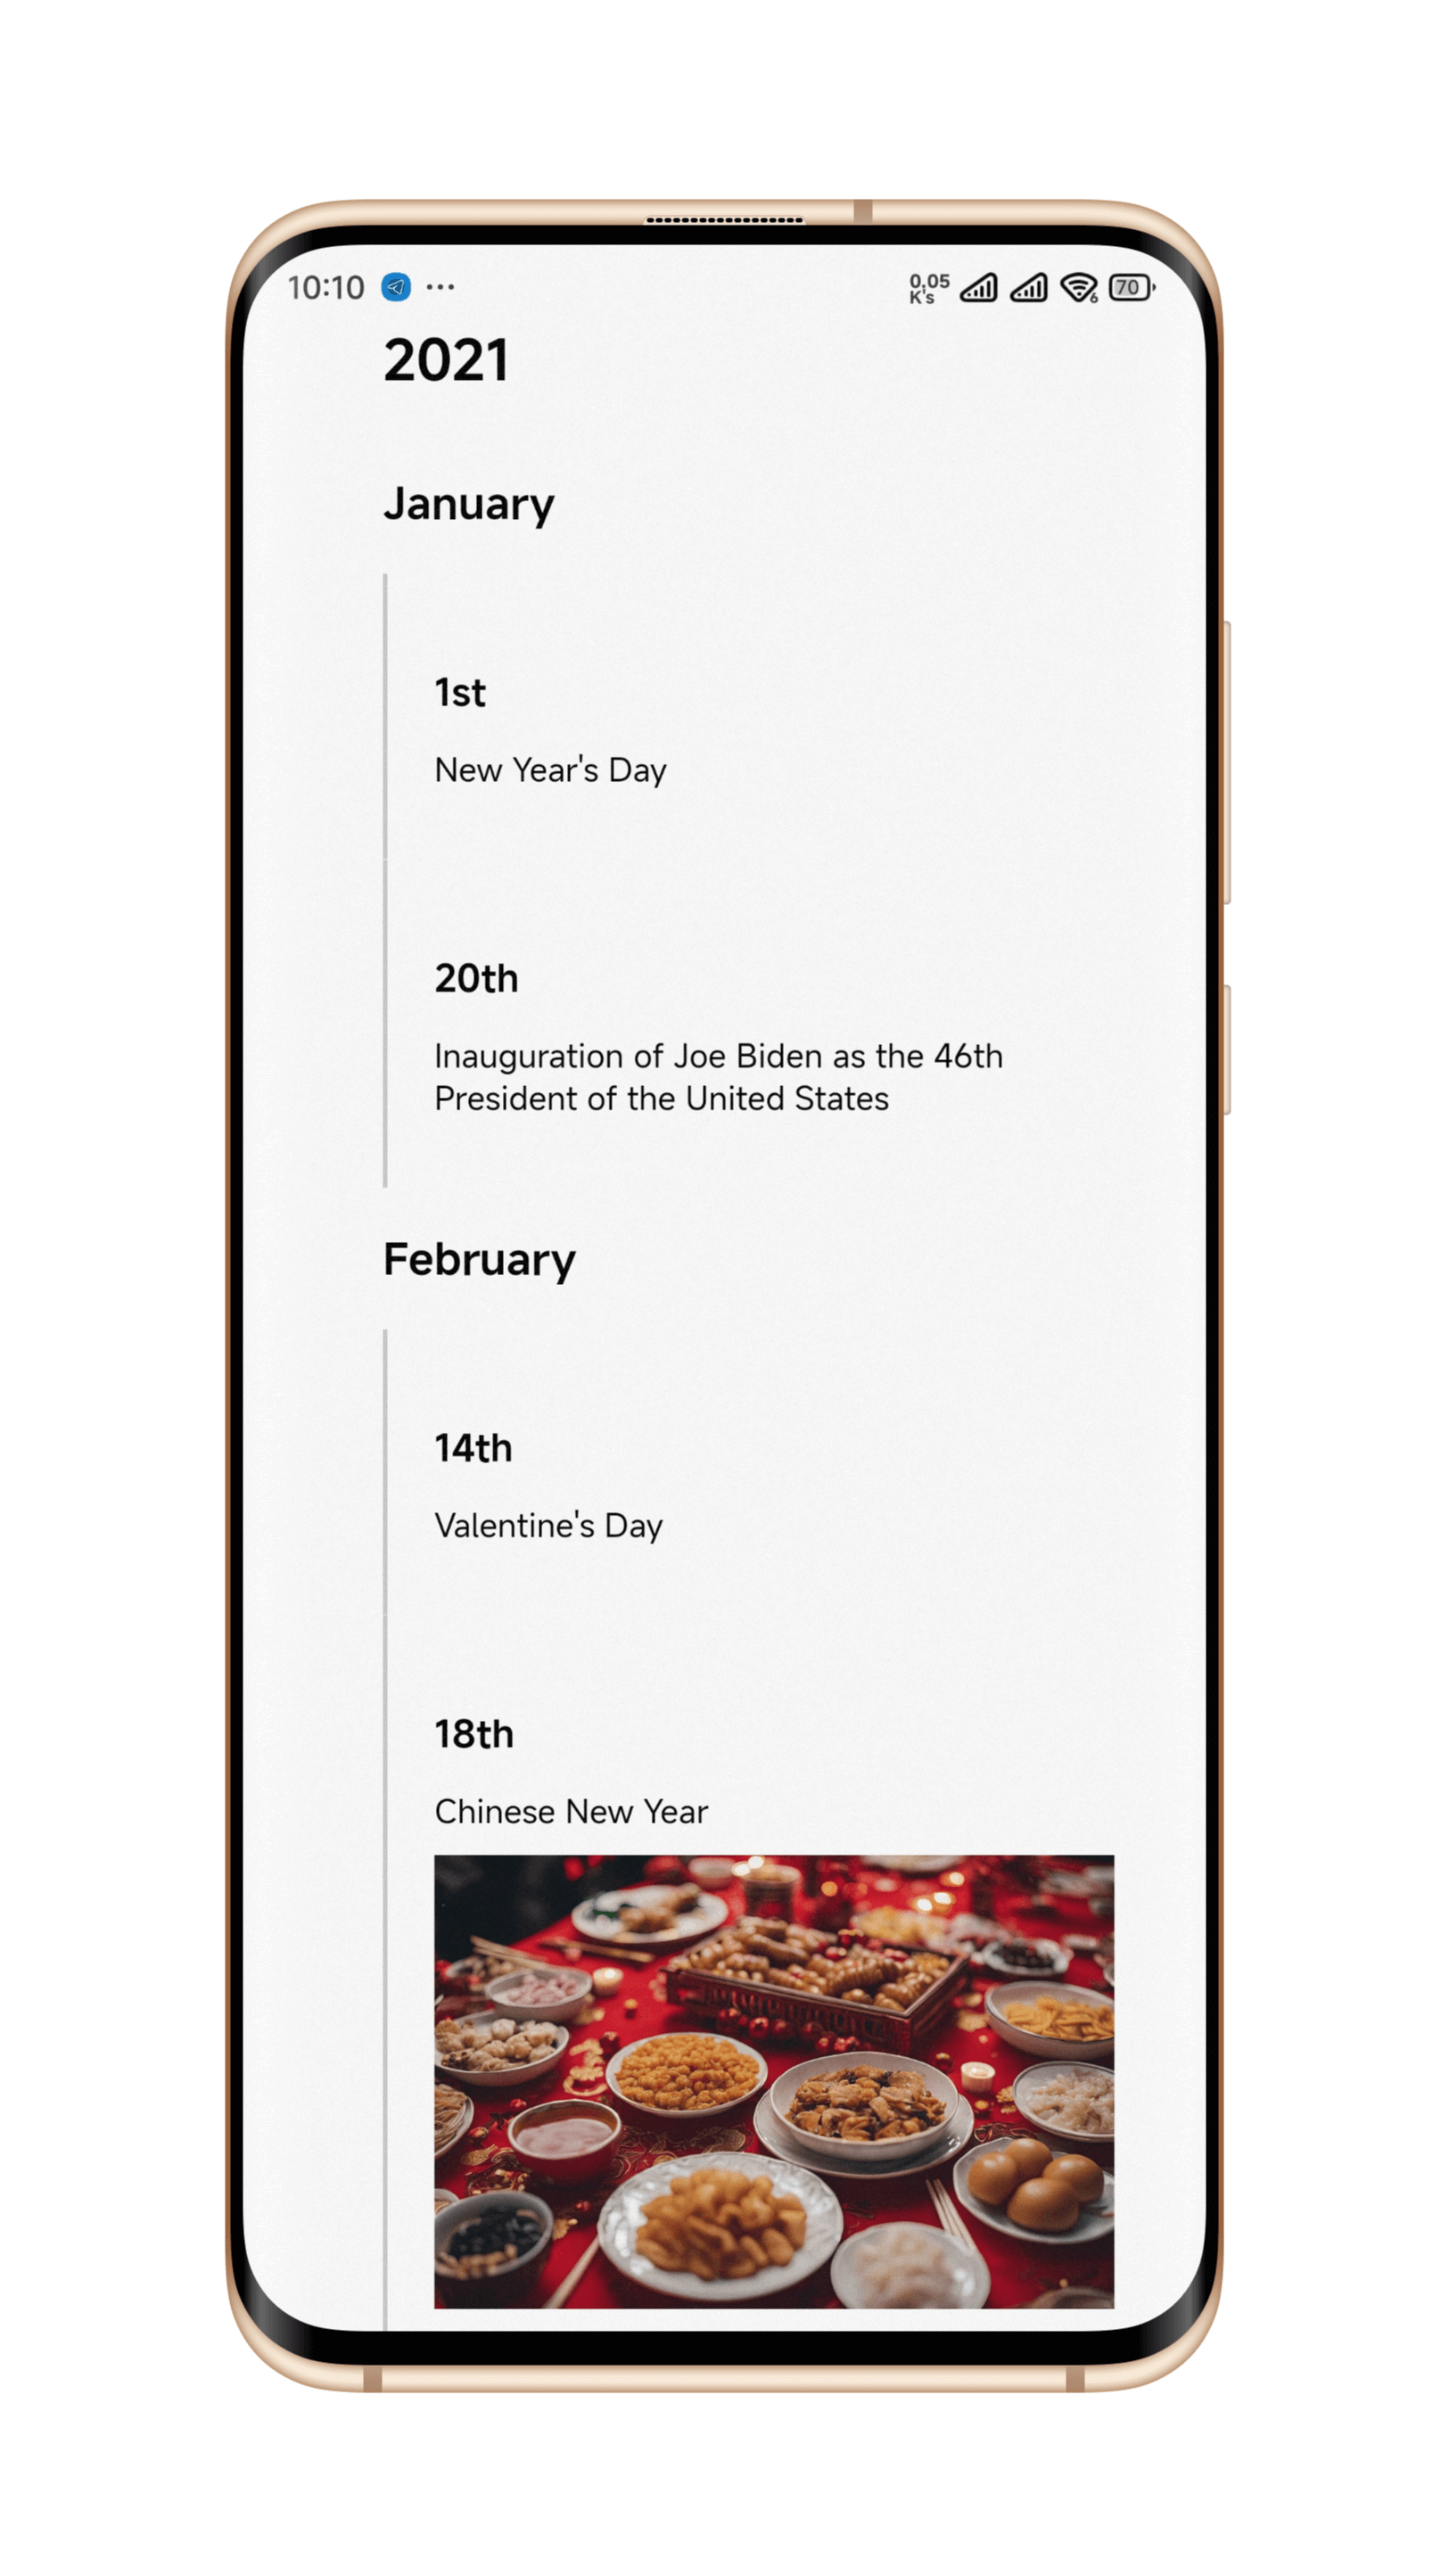 10:10 ···
0,05
K's
6
70
2021
January
1st
New Year's Day
20th
Inauguration of Joe Biden as the 46th
President of the United States
February
14th
Valentine's Day
18th
Chinese New Year